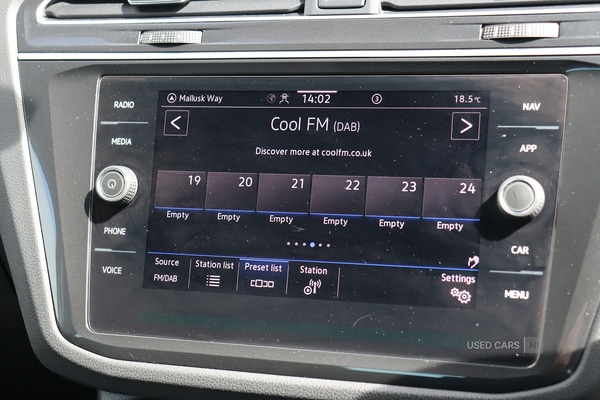 RADIO
MEDIA
PHONE
VOICE
Mallusk Way 14:02 3 18.5°C
Cool FM (DAB)
Discover more at coolfm.co.uk
19 20 21 22 23 24
Empty Empty Empty Empty Empty Empty
Source Station list Preset list Station Settings
FM/DAB
NAV
APP
CAR
MENU
USED CARS NI